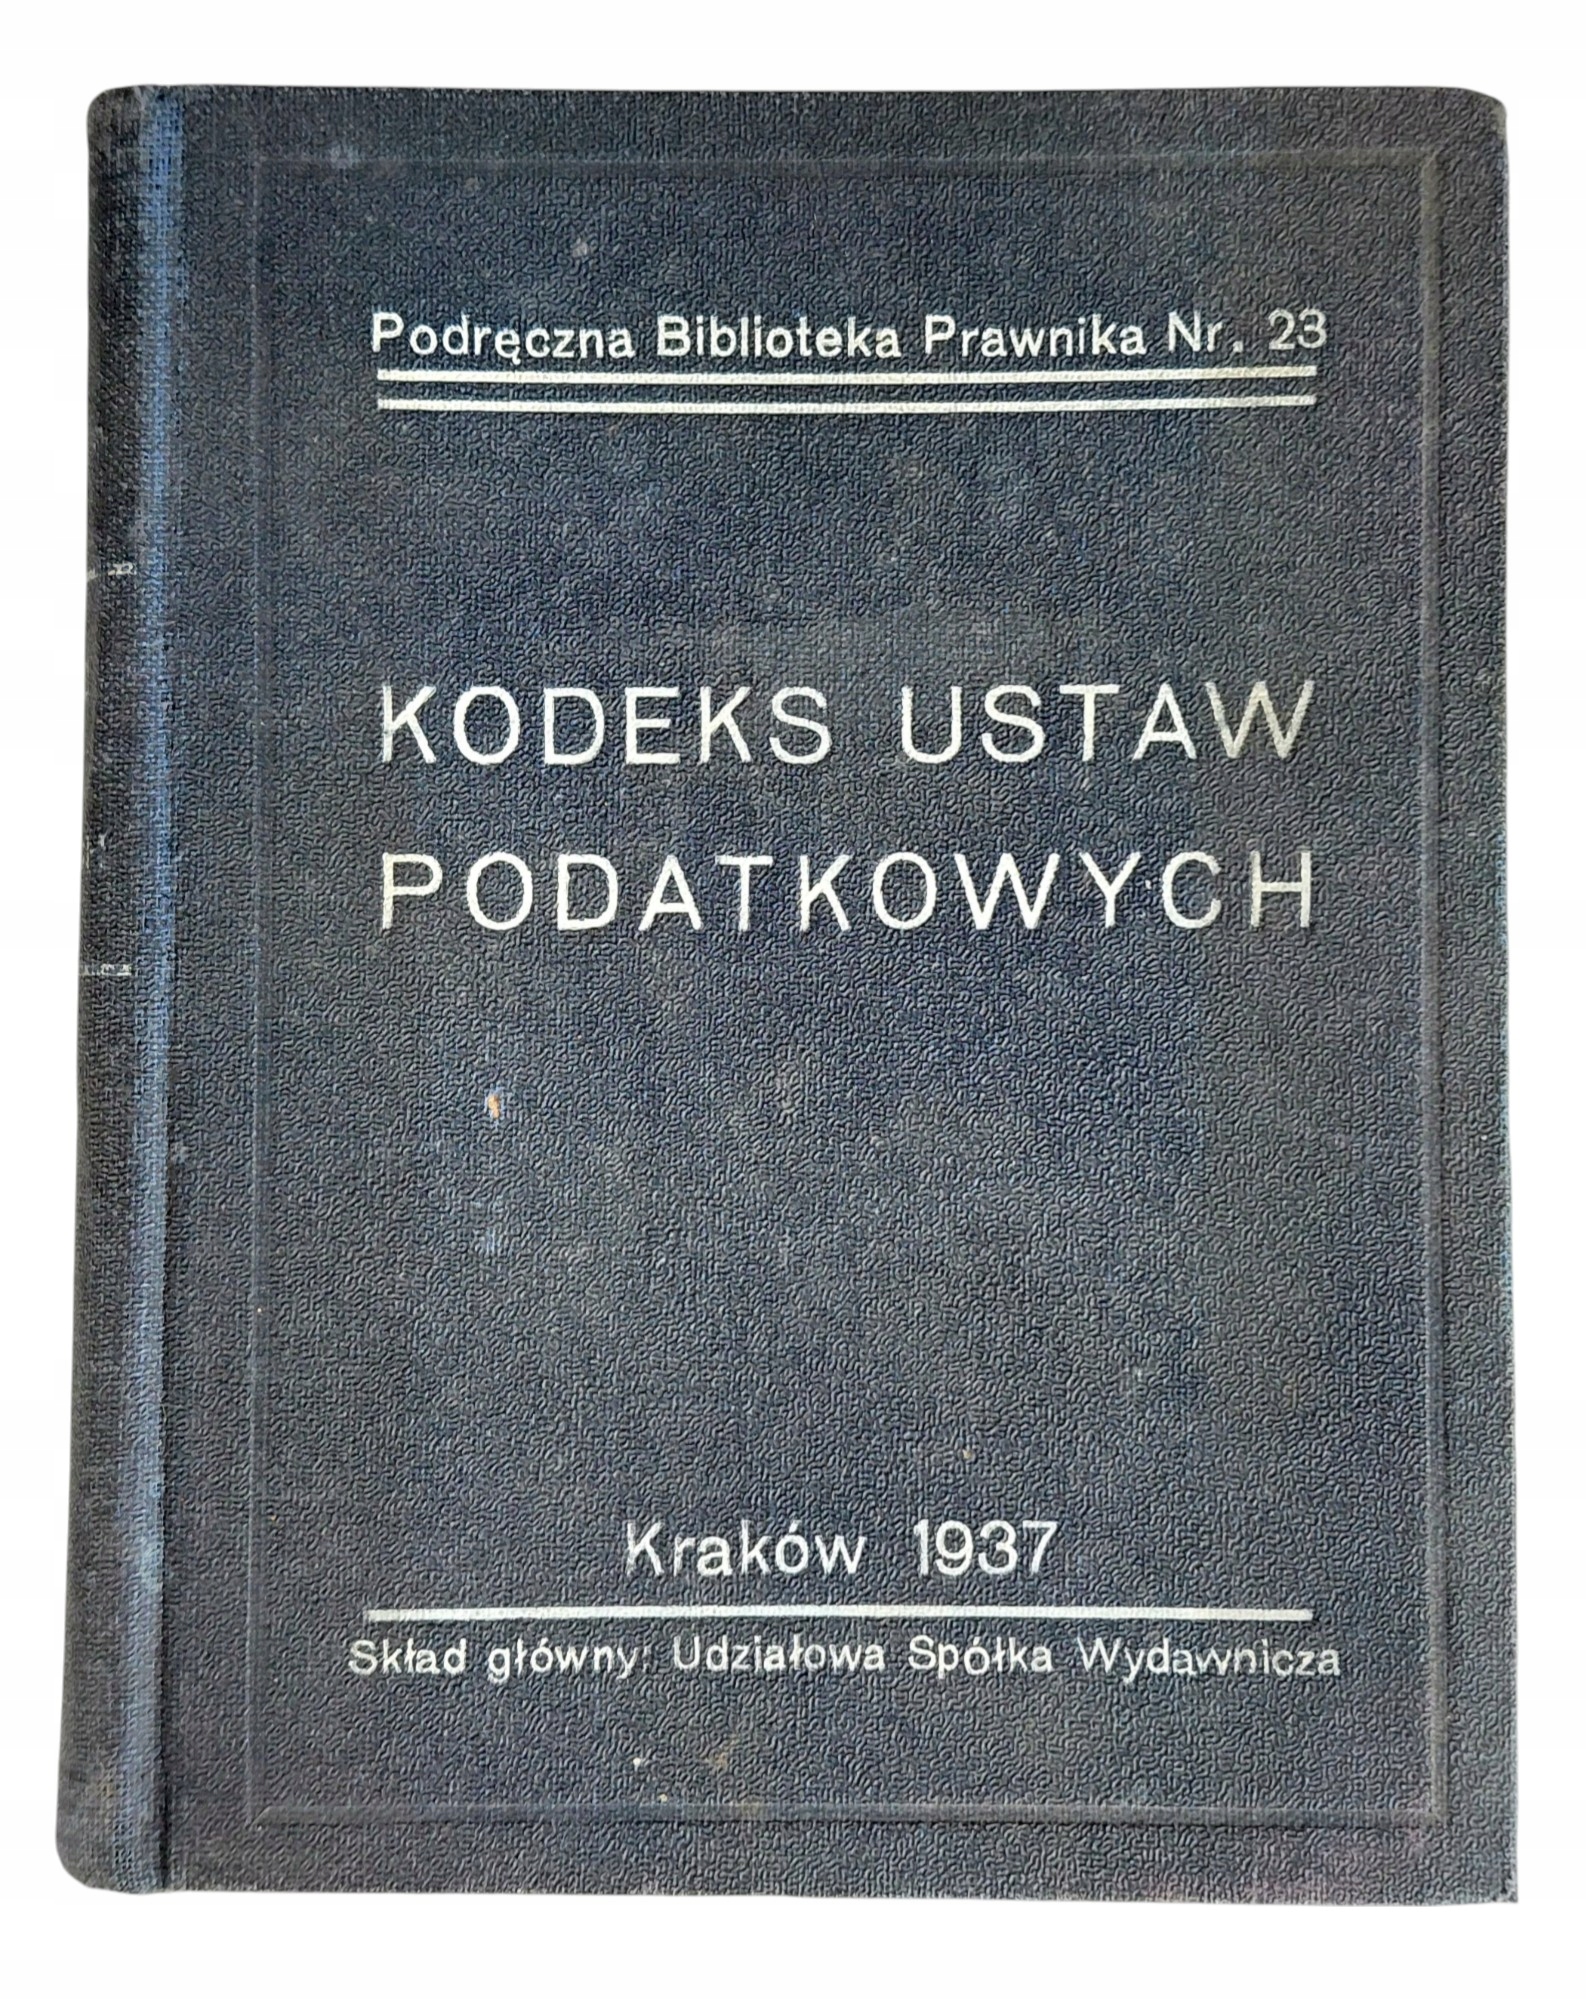 Podręczna Biblioteka Prawnika Nr. 23
KODEKS USTAW
PODATKOWYCH
Kraków 1937
Skład główny: Udziałowa Spółka Wydawnicza